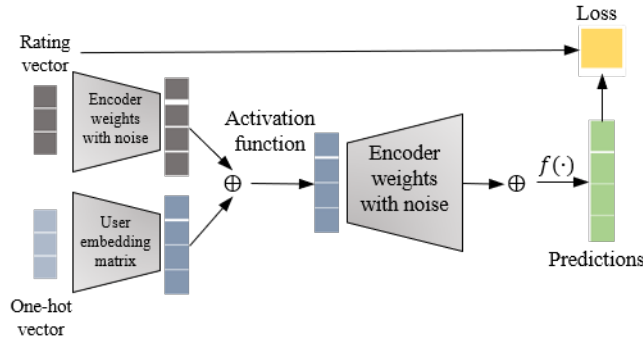 Loss
Rating
vector
Encoder
weights
with noise
Activation
function
Encoder
weights
with noise
⊕
⊕
f(·)
User
embedding
matrix
Predictions
One-hot
vector